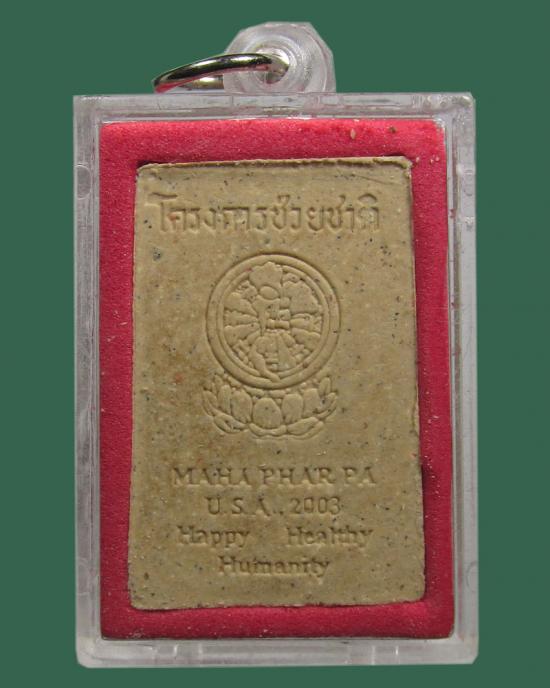 โครงการช่วยชาติ
MAHA PHAR PA
U.S.A. 2003
Happy Healthy
Humanity